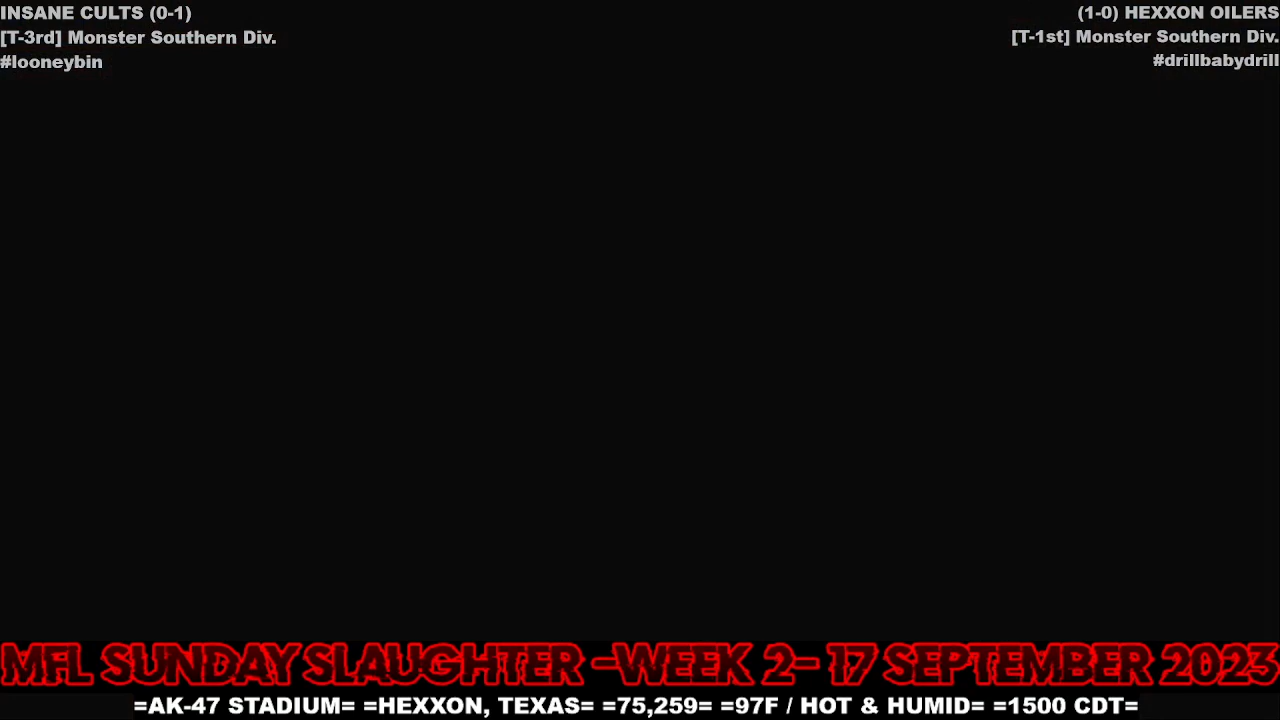 INSANE CULTS (0-1)
[T-3rd] Monster Southern Div.
#looneybin
(1-0) HEXXON OILERS
[T-1st] Monster Southern Div.
#drillbabydrill
MFL SUNDAY SLAUGHTER -WEEK 2- 17 SEPTEMBER 2023
=AK-47 STADIUM= =HEXXON, TEXAS= =75,259= =97F / HOT & HUMID= =1500 CDT=